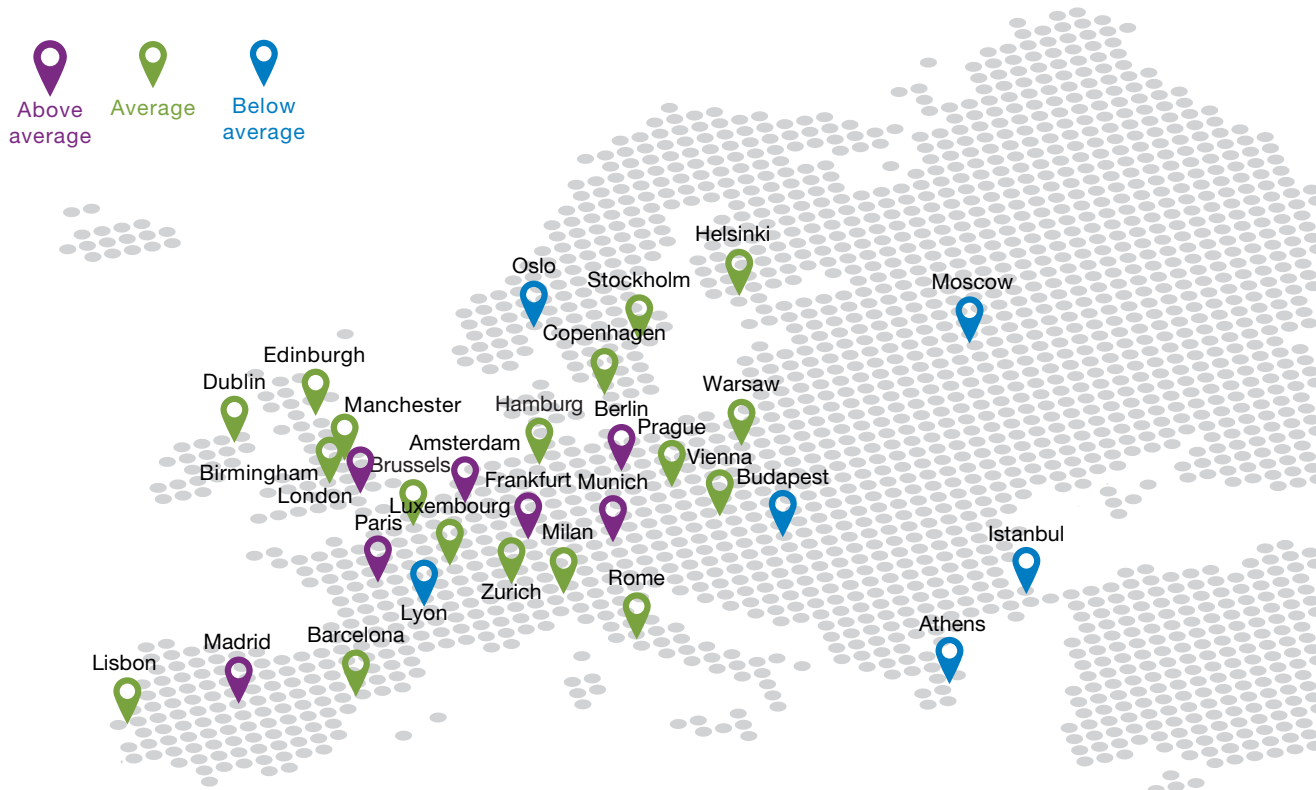 Above
average
Average
Below
average
Helsinki
Oslo
Stockholm
Moscow
Copenhagen
Edinburgh
Dublin
Warsaw
Manchester
Hamburg
Berlin
Prague
Amsterdam
Vienna
Brussels
Birmingham
Budapest
Frankfurt
Munich
London
Luxembourg
Paris
Milan
Istanbul
Zurich
Rome
Lyon
Athens
Barcelona
Madrid
Lisbon